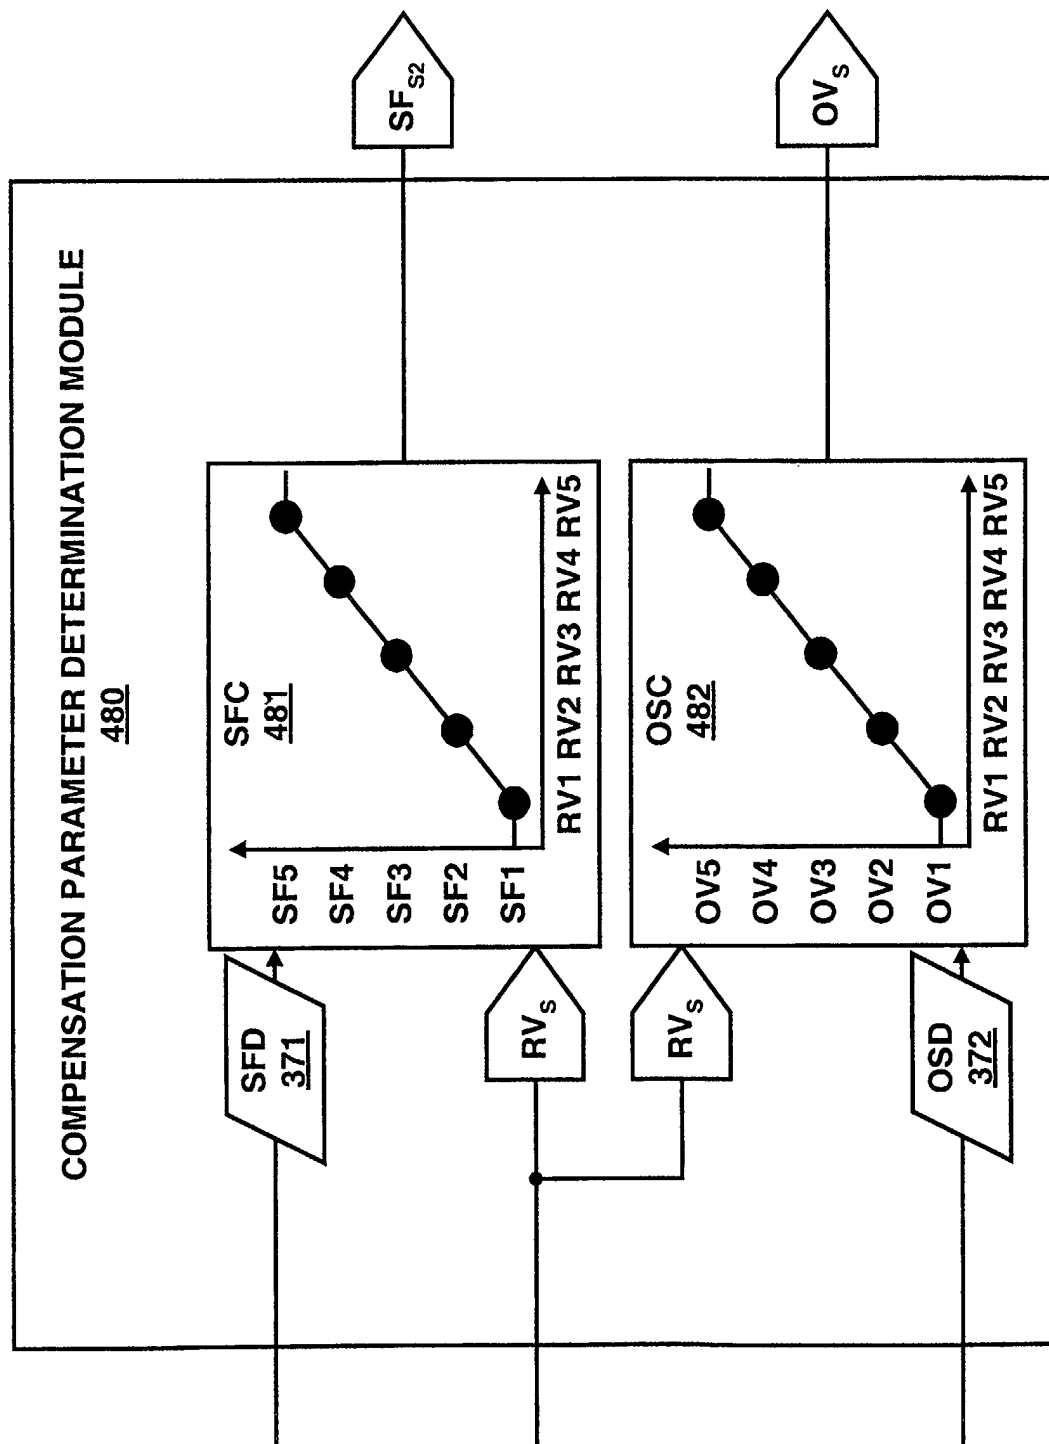 COMPENSATION PARAMETER DETERMINATION MODULE
480
SFD
371
SFC
481
SF5
SF4
SF3
SF2
SF1
RV1 RV2 RV3 RV4 RV5
RVS
SFS2
RVS
OSD
372
OSC
482
OV5
OV4
OV3
OV2
OV1
RV1 RV2 RV3 RV4 RV5
OVS